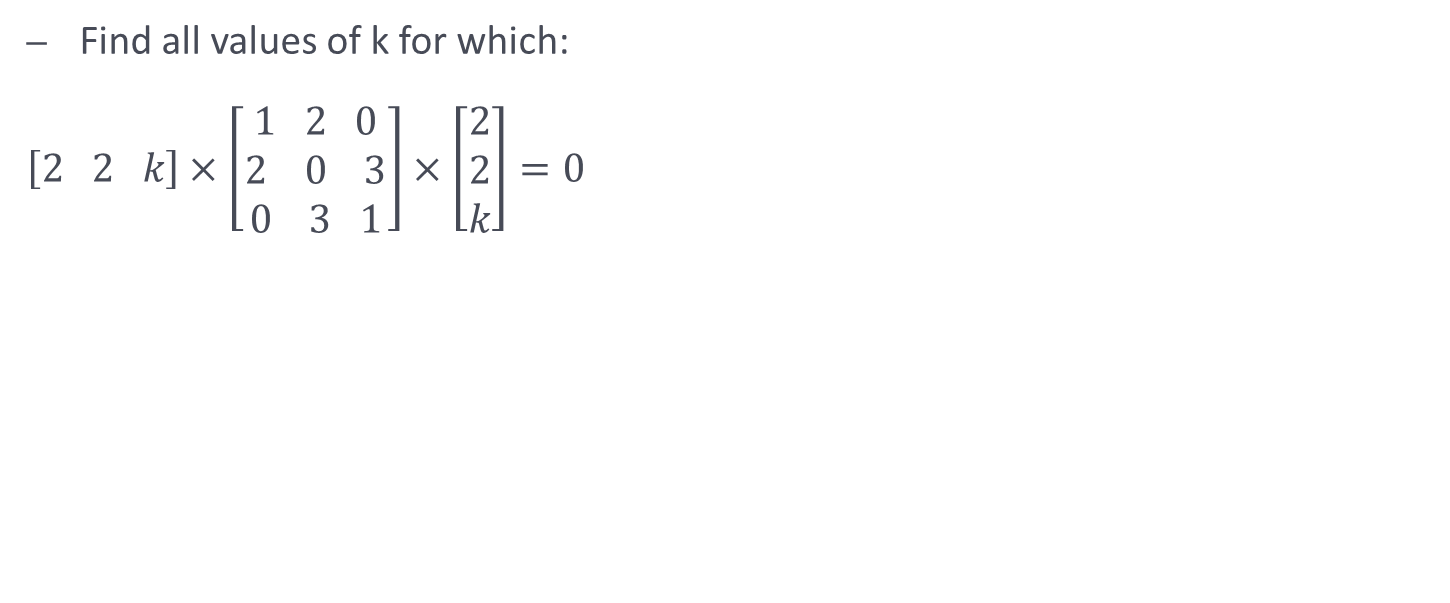 – Find all values of k for which:
[2 2 k] × [1 2 0; 2 0 3; 0 3 1] × [2; 2; k] = 0